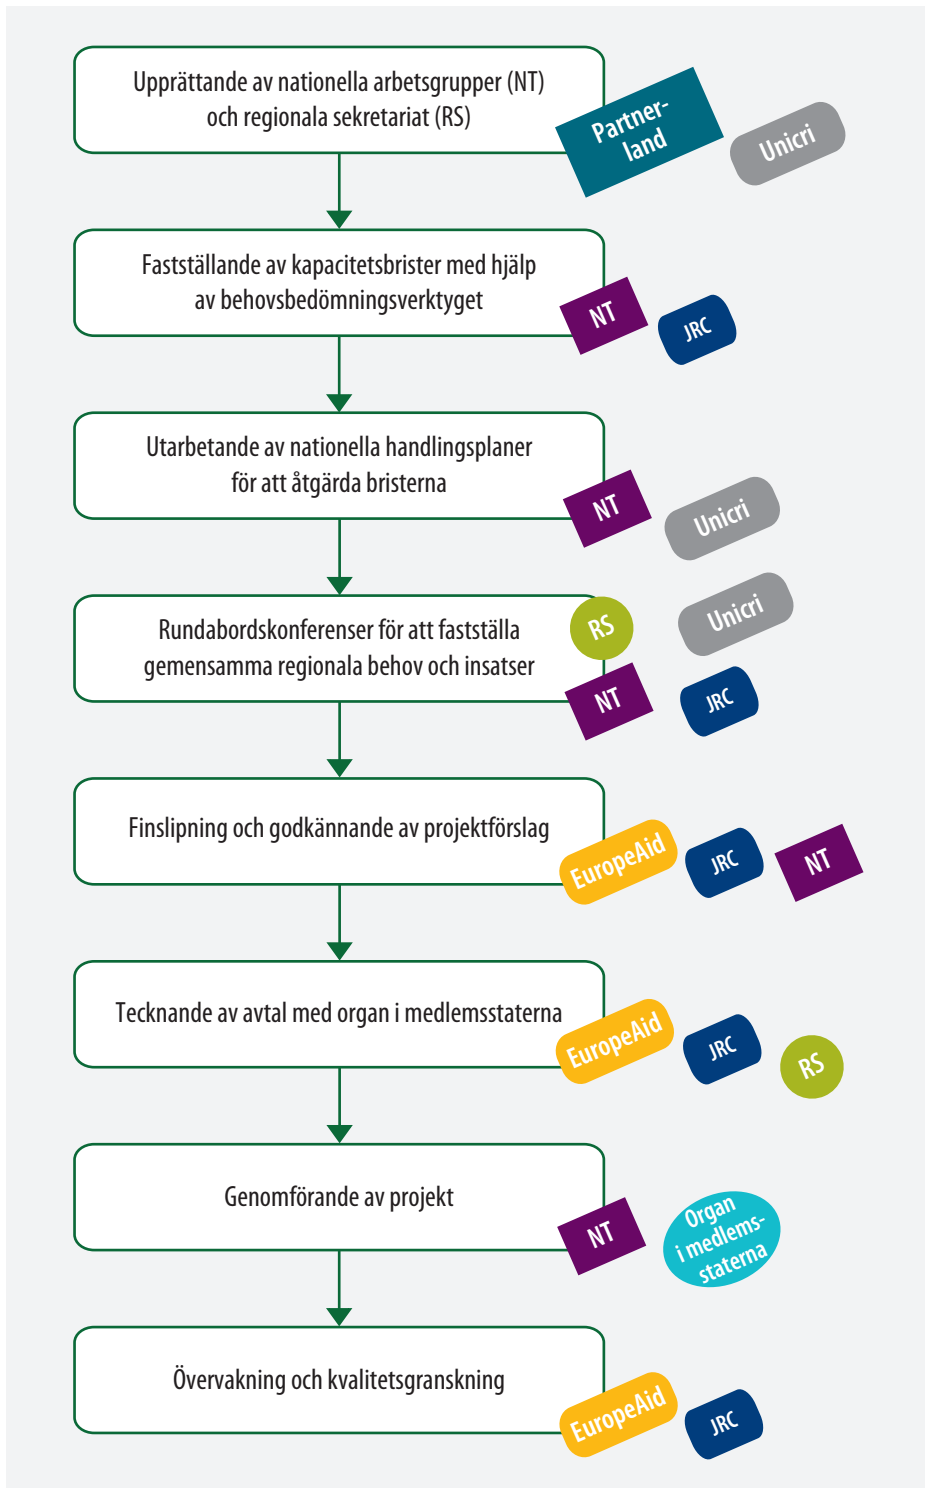 Upprättande av nationella arbetsgrupper (NT)
och regionala sekretariat (RS)
Partner-
land
Unicri
Fastställande av kapacitetsbrister med hjälp
av behovsbedömningsverktyget
NT
JRC
Utarbetande av nationella handlingsplaner
för att åtgärda bristerna
NT
Unicri
Rundabordskonferenser för att fastställa
gemensamma regionala behov och insatser
RS
Unicri
NT
JRC
Finslipning och godkännande av projektförslag
EuropeAid
JRC
NT
Tecknande av avtal med organ i medlemsstaterna
EuropeAid
JRC
RS
Genomförande av projekt
NT
Organ
i medlems-
staterna
Övervakning och kvalitetsgranskning
EuropeAid
JRC